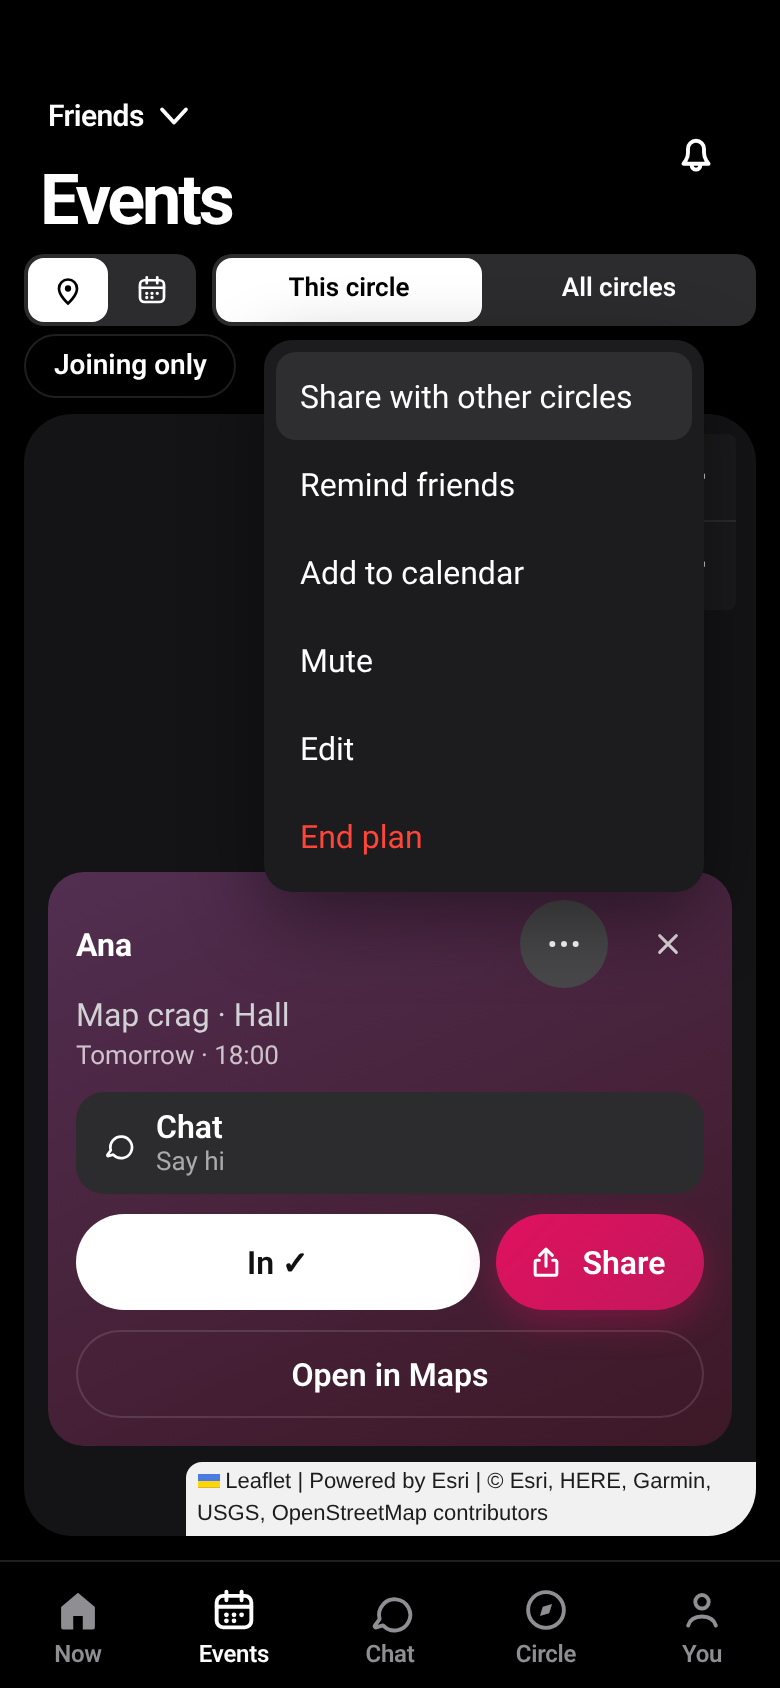 Friends
Events
This circle
All circles
Joining only
Share with other circles
Remind friends
Add to calendar
Mute
Edit
End plan
Ana
Map crag · Hall
Tomorrow · 18:00
Chat
Say hi
In ✓
Share
Open in Maps
Leaflet | Powered by Esri | © Esri, HERE, Garmin,
USGS, OpenStreetMap contributors
Now
Events
Chat
Circle
You